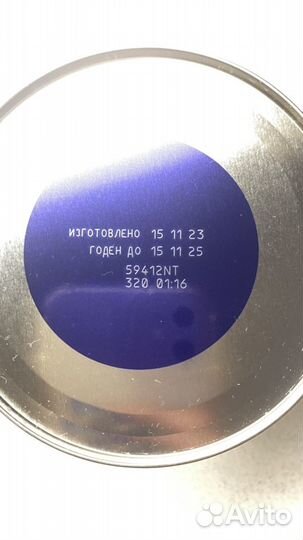 ИЗГОТОВЛЕНО 15 11 23
ГОДЕН ДО 15 11 25
59412NT
320 01:16
Avito